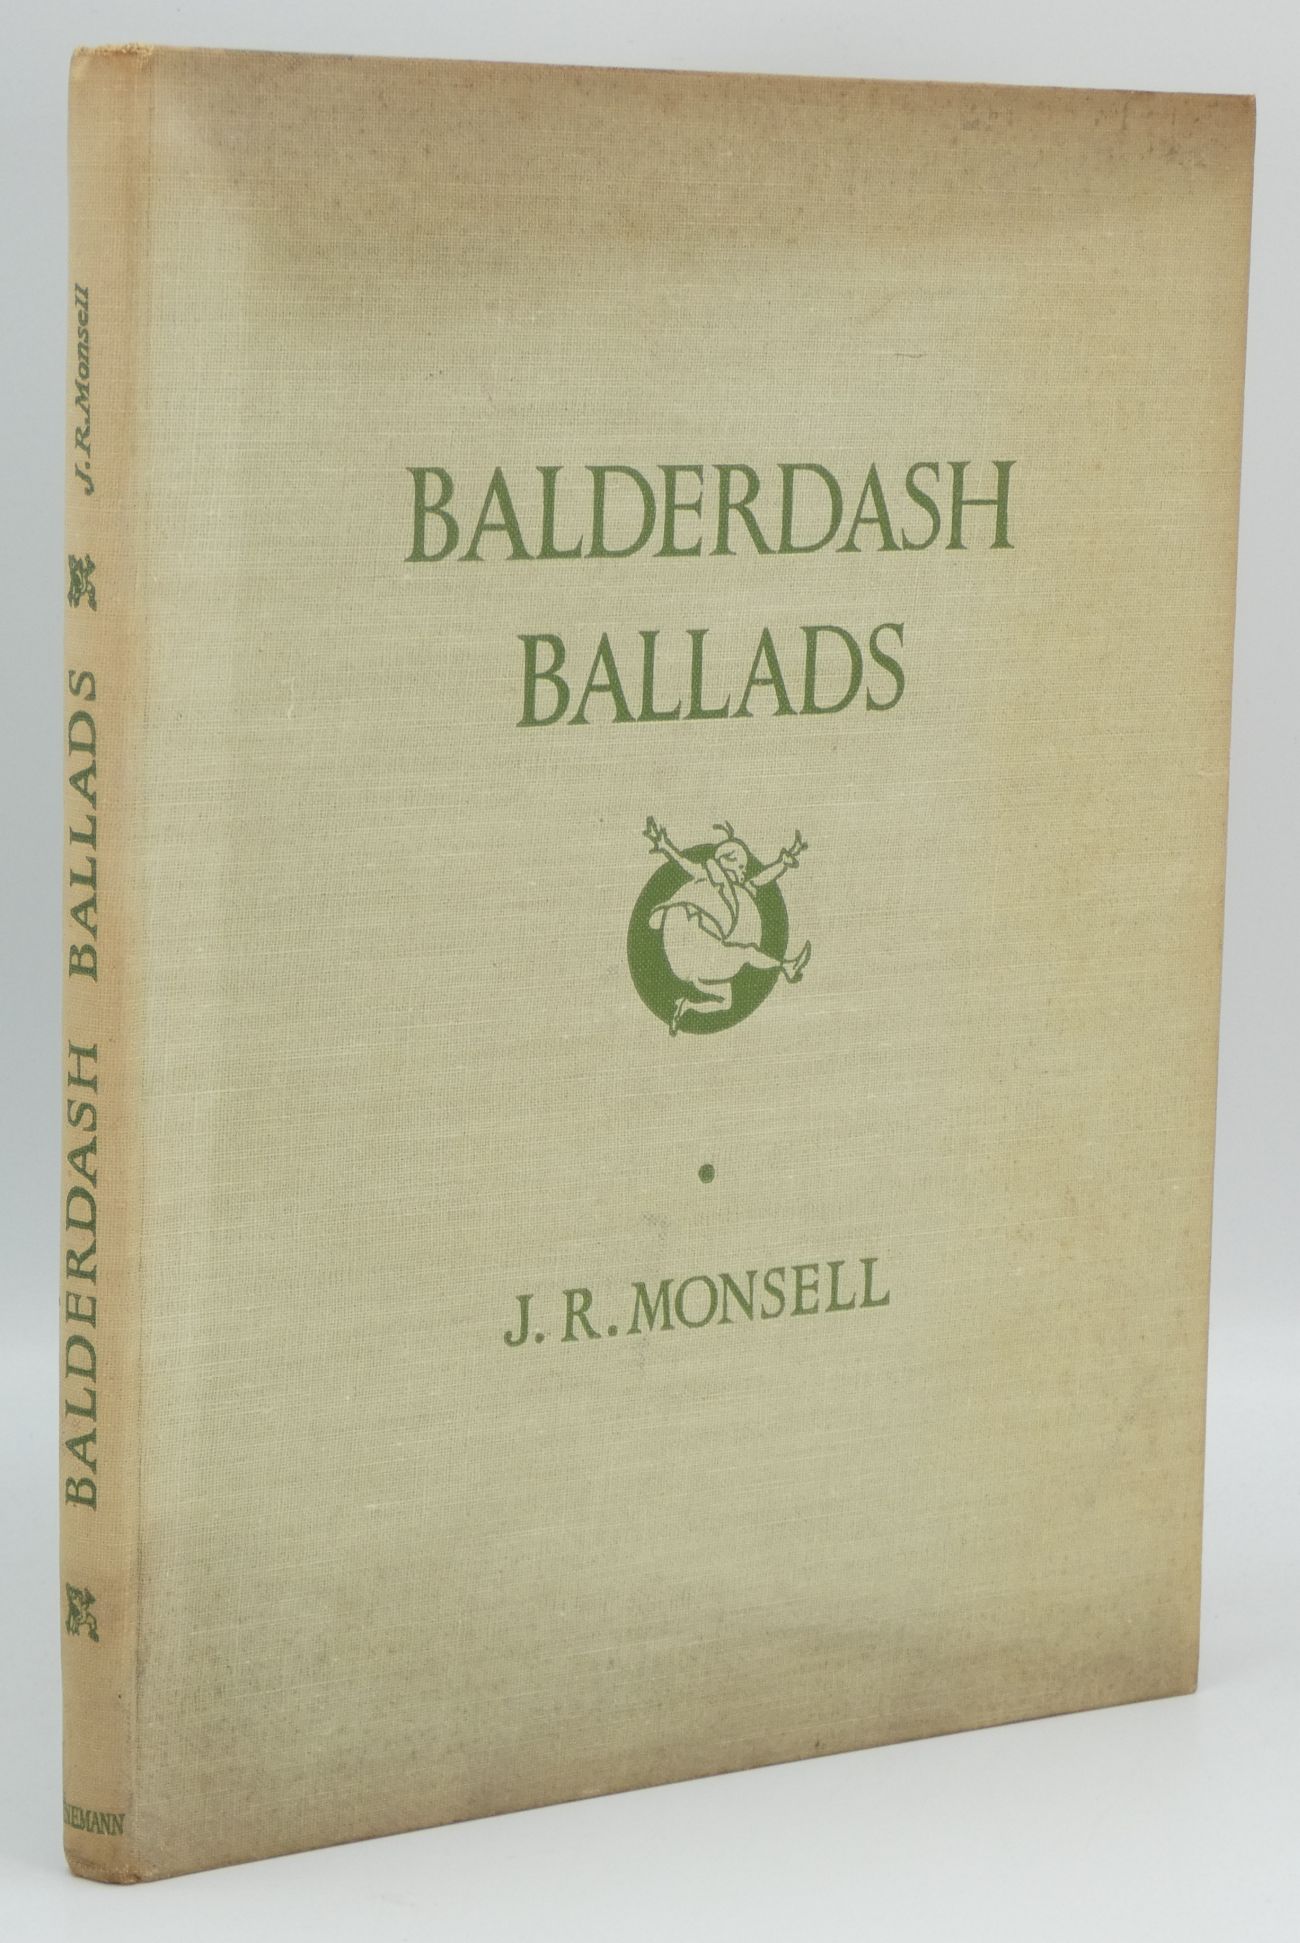 BALDERDASH
BALLADS
J. R. MONSELL
BALDERDASH BALLADS J. R. Monsell